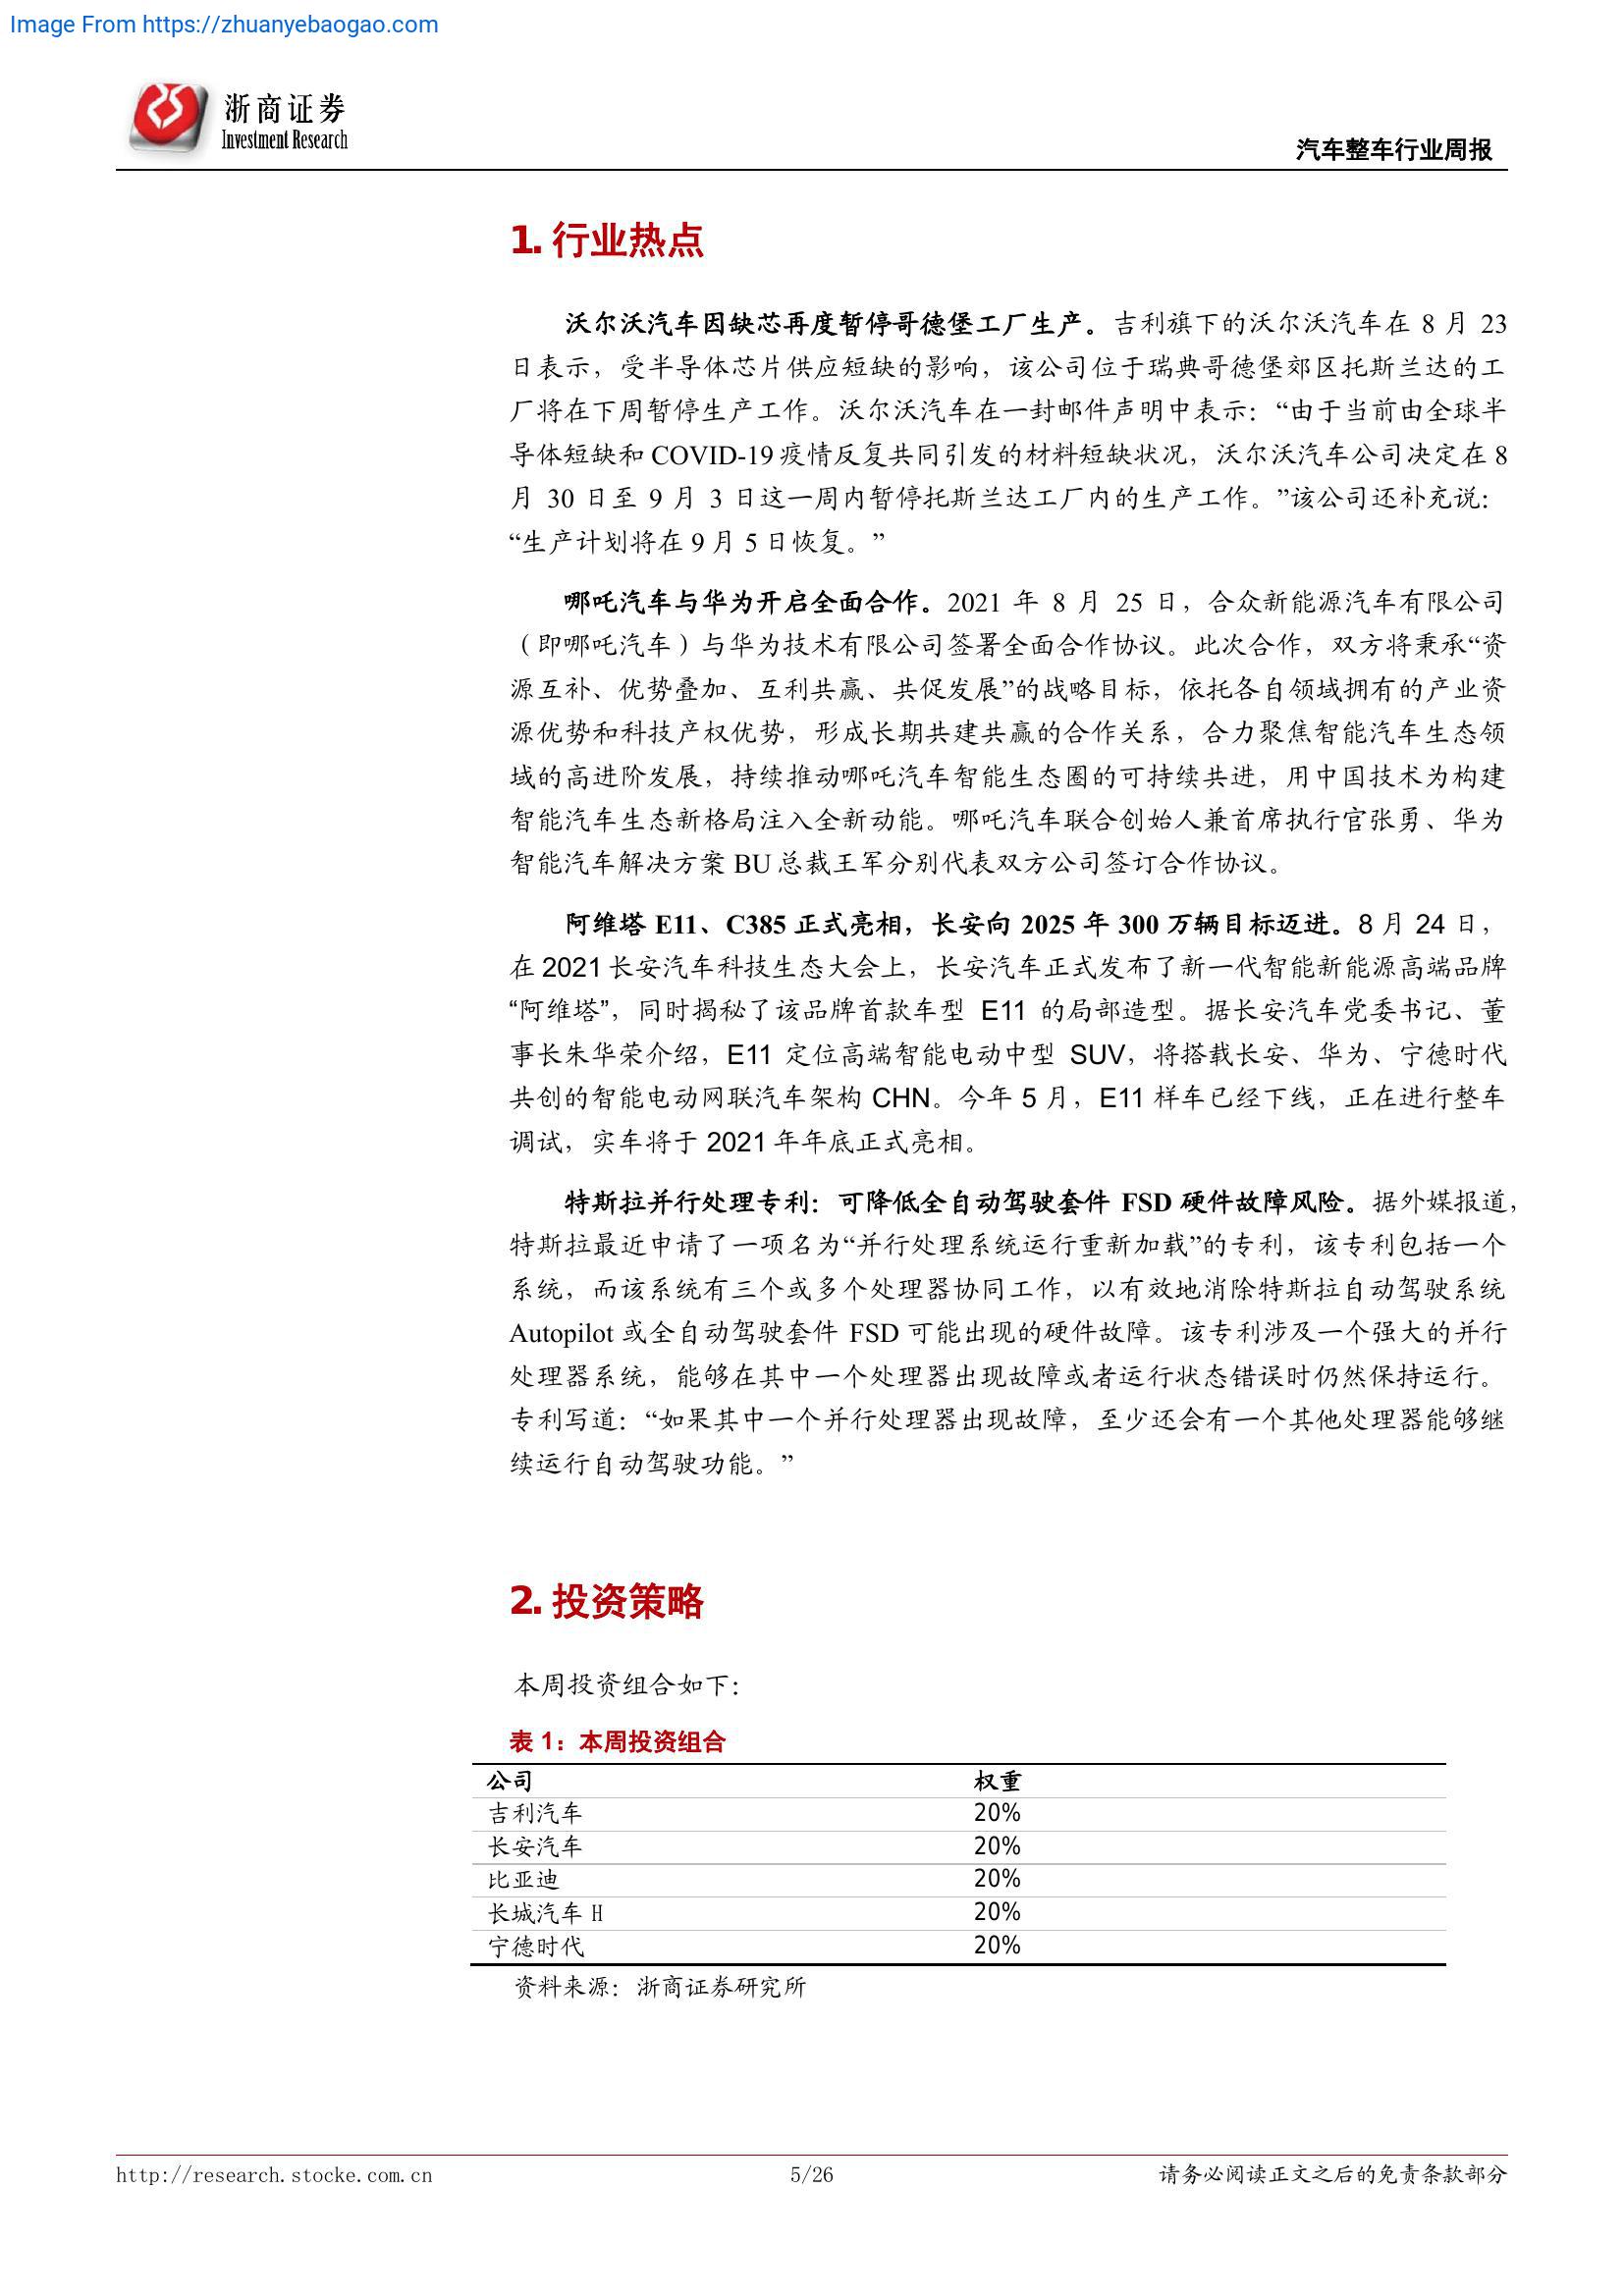 Image From https://zhuanyebaogao.com
浙商证券
Investment Research
汽车整车行业周报
1. 行业热点
沃尔沃汽车因缺芯再度暂停哥德堡工厂生产。吉利旗下的沃尔沃汽车在 8 月 23
日表示，受半导体芯片供应短缺的影响，该公司位于瑞典哥德堡郊区托斯兰达的工
厂将在下周暂停生产工作。沃尔沃汽车在一封邮件声明中表示：“由于当前由全球半
导体短缺和 COVID-19 疫情反复共同引发的材料短缺状况，沃尔沃汽车公司决定在 8
月 30 日至 9 月 3 日这一周内暂停托斯兰达工厂内的生产工作。”该公司还补充说：
“生产计划将在 9 月 5 日恢复。”
哪吒汽车与华为开启全面合作。2021 年 8 月 25 日，合众新能源汽车有限公司
（即哪吒汽车）与华为技术有限公司签署全面合作协议。此次合作，双方将秉承“资
源互补、优势叠加、互利共赢、共促发展”的战略目标，依托各自领域拥有的产业资
源优势和科技产权优势，形成长期共建共赢的合作关系，合力聚焦智能汽车生态领
域的高进阶发展，持续推动哪吒汽车智能生态圈的可持续共进，用中国技术为构建
智能汽车生态新格局注入全新动能。哪吒汽车联合创始人兼首席执行官张勇、华为
智能汽车解决方案 BU 总裁王军分别代表双方公司签订合作协议。
阿维塔 E11、C385 正式亮相，长安向 2025 年 300 万辆目标迈进。8 月 24 日，
在 2021 长安汽车科技生态大会上，长安汽车正式发布了新一代智能新能源高端品牌
“阿维塔”，同时揭秘了该品牌首款车型 E11 的局部造型。据长安汽车党委书记、董
事长朱华荣介绍，E11 定位高端智能电动中型 SUV，将搭载长安、华为、宁德时代
共创的智能电动网联汽车架构 CHN。今年 5 月，E11 样车已经下线，正在进行整车
调试，实车将于 2021 年年底正式亮相。
特斯拉并行处理专利：可降低全自动驾驶套件 FSD 硬件故障风险。据外媒报道，
特斯拉最近申请了一项名为“并行处理系统运行重新加载”的专利，该专利包括一个
系统，而该系统有三个或多个处理器协同工作，以有效地消除特斯拉自动驾驶系统
Autopilot 或全自动驾驶套件 FSD 可能出现的硬件故障。该专利涉及一个强大的并行
处理器系统，能够在其中一个处理器出现故障或者运行状态错误时仍然保持运行。
专利写道：“如果其中一个并行处理器出现故障，至少还会有一个其他处理器能够继
续运行自动驾驶功能。”
2. 投资策略
本周投资组合如下：
表 1：本周投资组合
公司 权重
吉利汽车 20%
长安汽车 20%
比亚迪 20%
长城汽车 H 20%
宁德时代 20%
资料来源：浙商证券研究所
http://research.stocke.com.cn 5/26 请务必阅读正文之后的免责条款部分